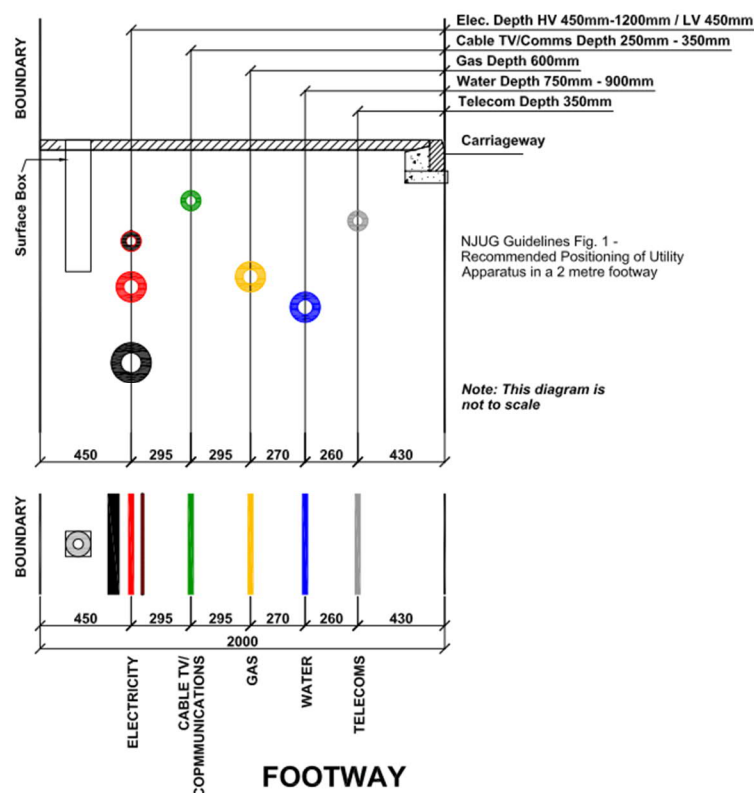 Elec. Depth HV 450mm-1200mm / LV 450mm
Cable TV/Comms Depth 250mm - 350mm
Gas Depth 600mm
Water Depth 750mm - 900mm
Telecom Depth 350mm
BOUNDARY
Carriageway
Surface Box
NJUG Guidelines Fig. 1 -
Recommended Positioning of Utility
Apparatus in a 2 metre footway
Note: This diagram is
not to scale
450 295 295 270 260 430
BOUNDARY
450 295 295 270 260 430
2000
ELECTRICITY
CABLE TV/
COPMMUNICATIONS
GAS
WATER
TELECOMS
FOOTWAY